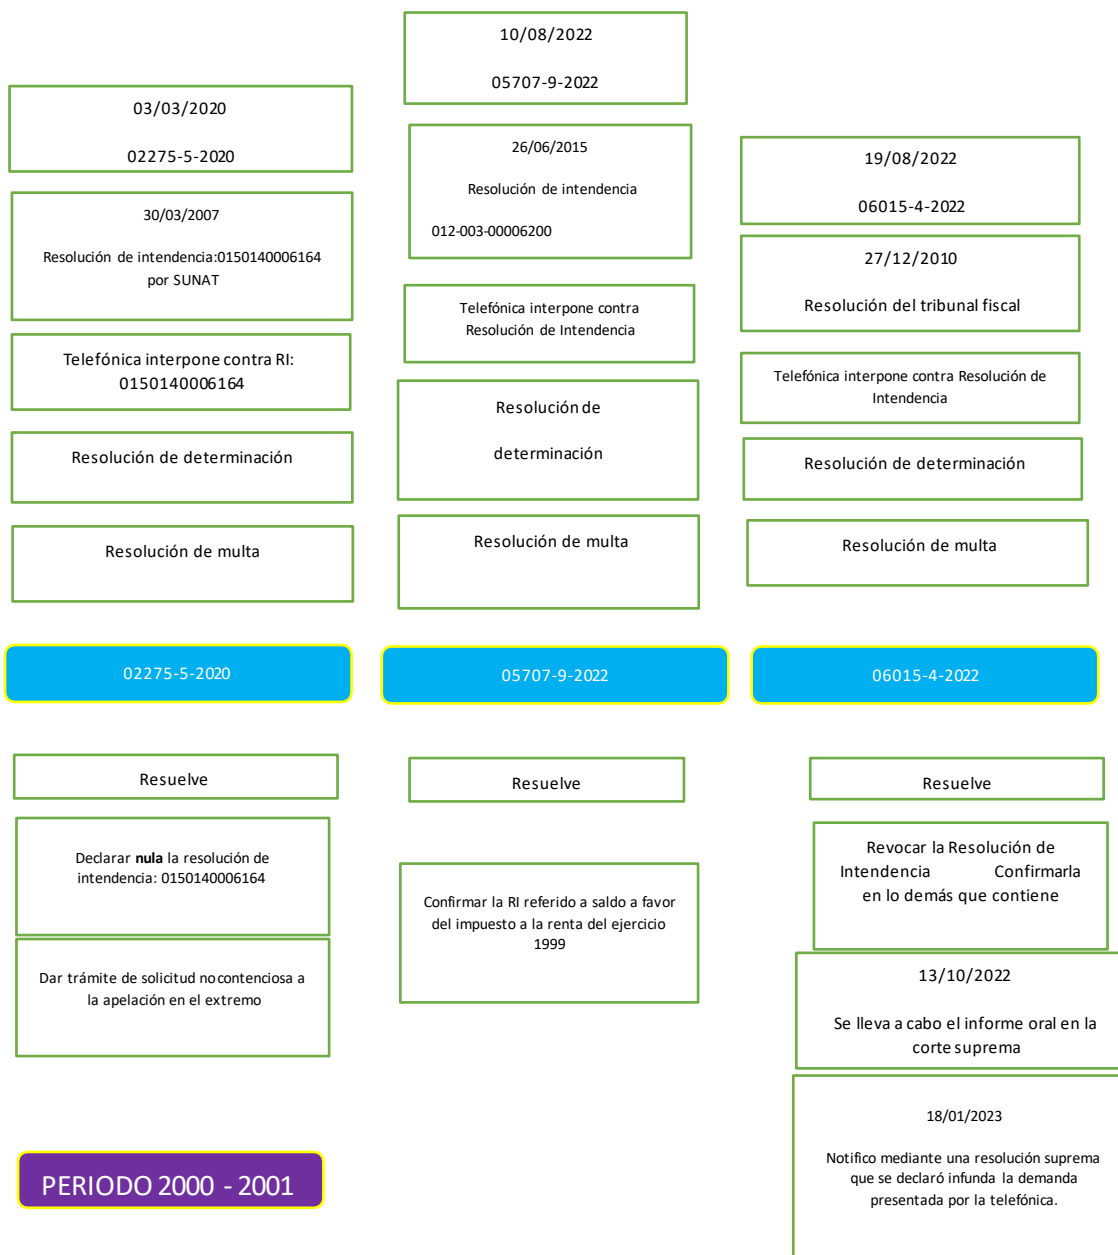 03/03/2020
02275-5-2020
30/03/2007
Resolución de intendencia:0150140006164
por SUNAT
Telefónica interpone contra RI:
0150140006164
Resolución de determinación
Resolución de multa
10/08/2022
05707-9-2022
26/06/2015
Resolución de intendencia
012-003-00006200
Telefónica interpone contra
Resolución de Intendencia
Resolución de
determinación
Resolución de multa
19/08/2022
06015-4-2022
27/12/2010
Resolución del tribunal fiscal
Telefónica interpone contra Resolución de
Intendencia
Resolución de determinación
Resolución de multa
02275-5-2020
05707-9-2022
06015-4-2022
Resuelve
Declarar nula la resolución de
intendencia: 0150140006164
Dar trámite de solicitud no contenciosa a
la apelación en el extremo
Resuelve
Confirmar la RI referido a saldo a favor
del impuesto a la renta del ejercicio
1999
Resuelve
Revocar la Resolución de
Intendencia Confirmarla
en lo demás que contiene
13/10/2022
Se lleva a cabo el informe oral en la
corte suprema
18/01/2023
Notifico mediante una resolución suprema
que se declaró infunda la demanda
presentada por la telefónica.
PERIODO 2000 - 2001